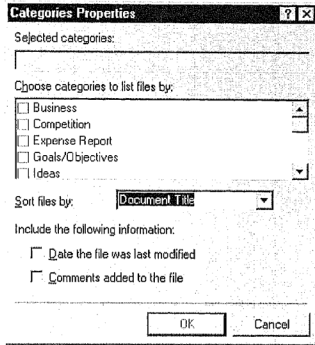 Categories Properties
Selected categories:
Choose categories to list files by:
Business
Competition
Expense Report
Goals/Objectives
Ideas
Sort files by: Document Title
Include the following information:
Date the file was last modified
Comments added to the file
OK Cancel